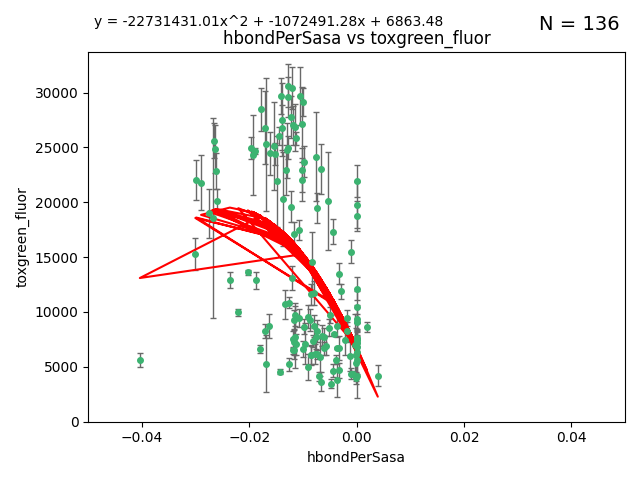 y = -22731431.01x^2 + -1072491.28x + 6863.48
N = 136
hbondPerSasa vs toxgreen_fluor
30000
25000
20000
15000
10000
5000
0
toxgreen_fluor
−0.04
−0.02
0.00
0.02
0.04
hbondPerSasa